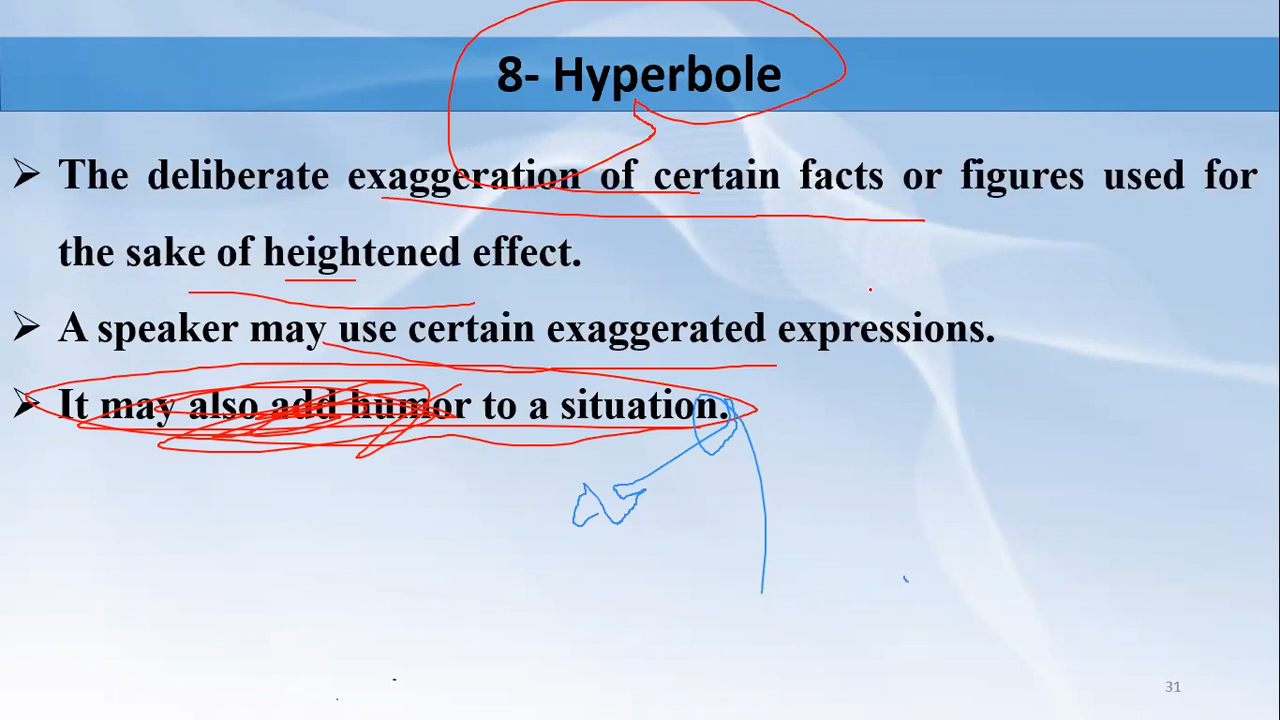 8- Hyperbole
➢ The deliberate exaggeration of certain facts or figures used for
the sake of heightened effect.
➢ A speaker may use certain exaggerated expressions.
➢ It may also add humor to a situation.
31